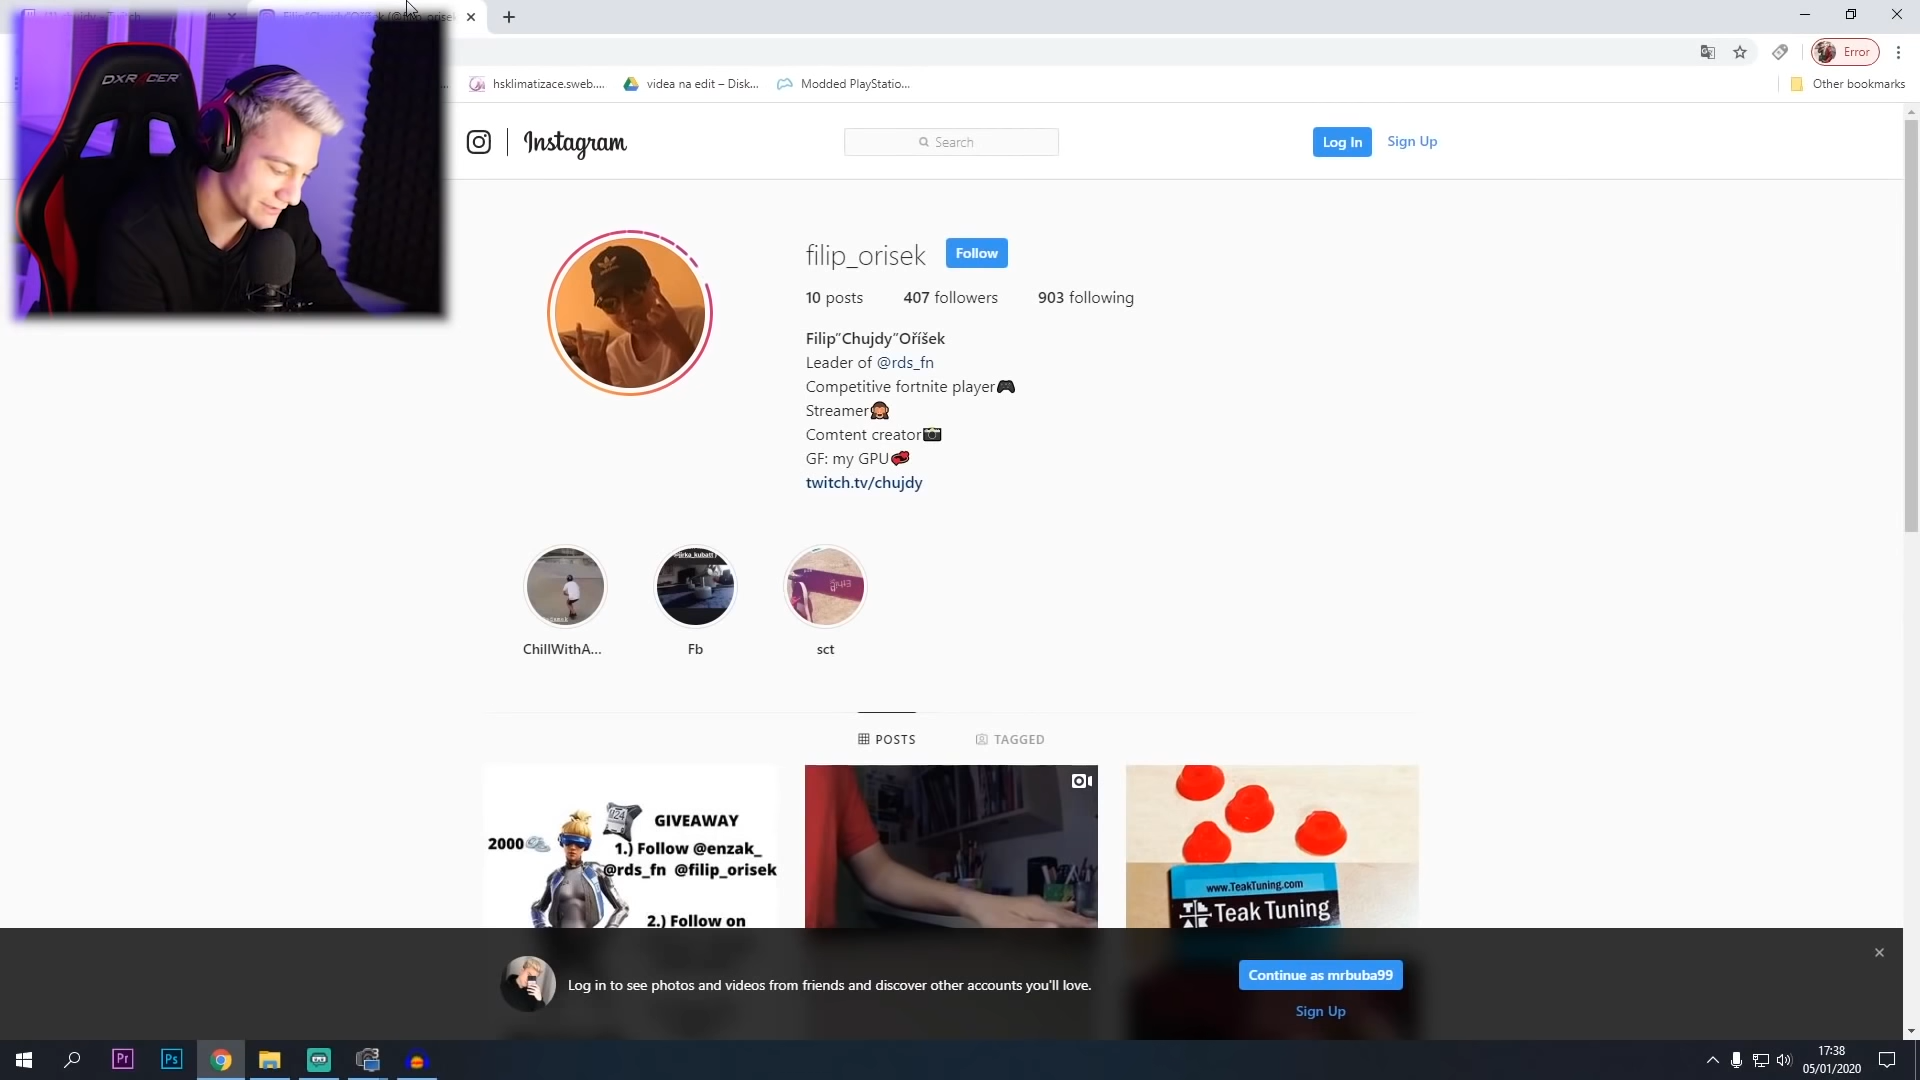 DXRACER
Error
hsklimatizace.sweb....
videa na edit – Disk...
Modded PlayStatio...
Other bookmarks
Instagram
Search
Log In
Sign Up
filip_orisek
Follow
10 posts
407 followers
903 following
Filip"Chujdy"Oříšek
Leader of @rds_fn
Competitive fortnite player🎮
Streamer🙈
Comtent creator📸
GF: my GPU💞
twitch.tv/chujdy
ChillWithA...
Fb
sct
POSTS
TAGGED
2000
GIVEAWAY
1.) Follow @enzak_
@rds_fn @filip_orisek
2.) Follow on
www.TeakTuning.com
Teak Tuning
Log in to see photos and videos from friends and discover other accounts you'll love.
Continue as mrbuba99
Sign Up
Pr
Ps
17:38
05/01/2020